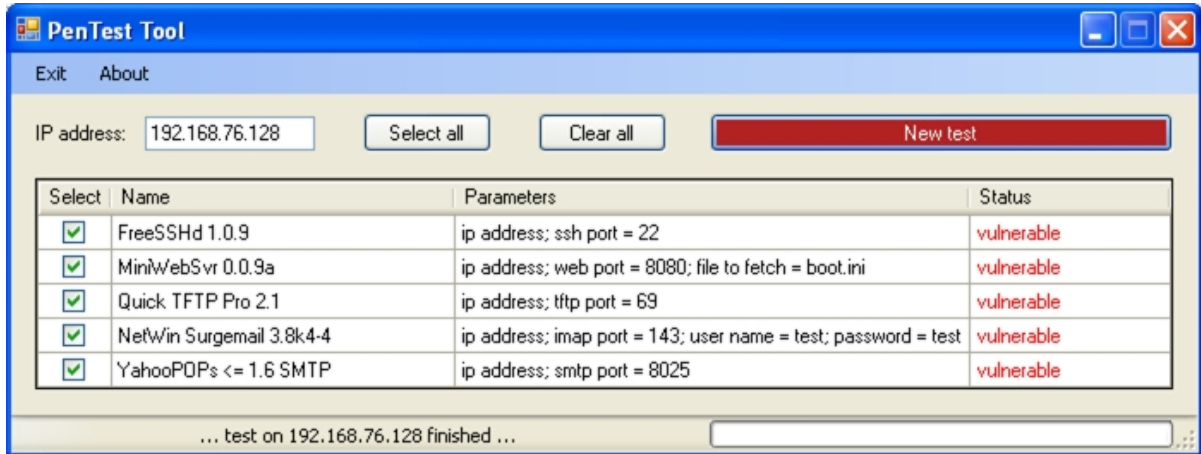 PenTest Tool
Exit About
IP address: 192.168.76.128 Select all Clear all New test
Select Name Parameters Status
FreeSSHd 1.0.9 ip address; ssh port = 22 vulnerable
MiniWebSvr 0.0.9a ip address; web port = 8080; file to fetch = boot.ini vulnerable
Quick TFTP Pro 2.1 ip address; tftp port = 69 vulnerable
NetWin Surgemail 3.8k4-4 ip address; imap port = 143; user name = test; password = test vulnerable
YahooPOPs <= 1.6 SMTP ip address; smtp port = 8025 vulnerable
... test on 192.168.76.128 finished ...